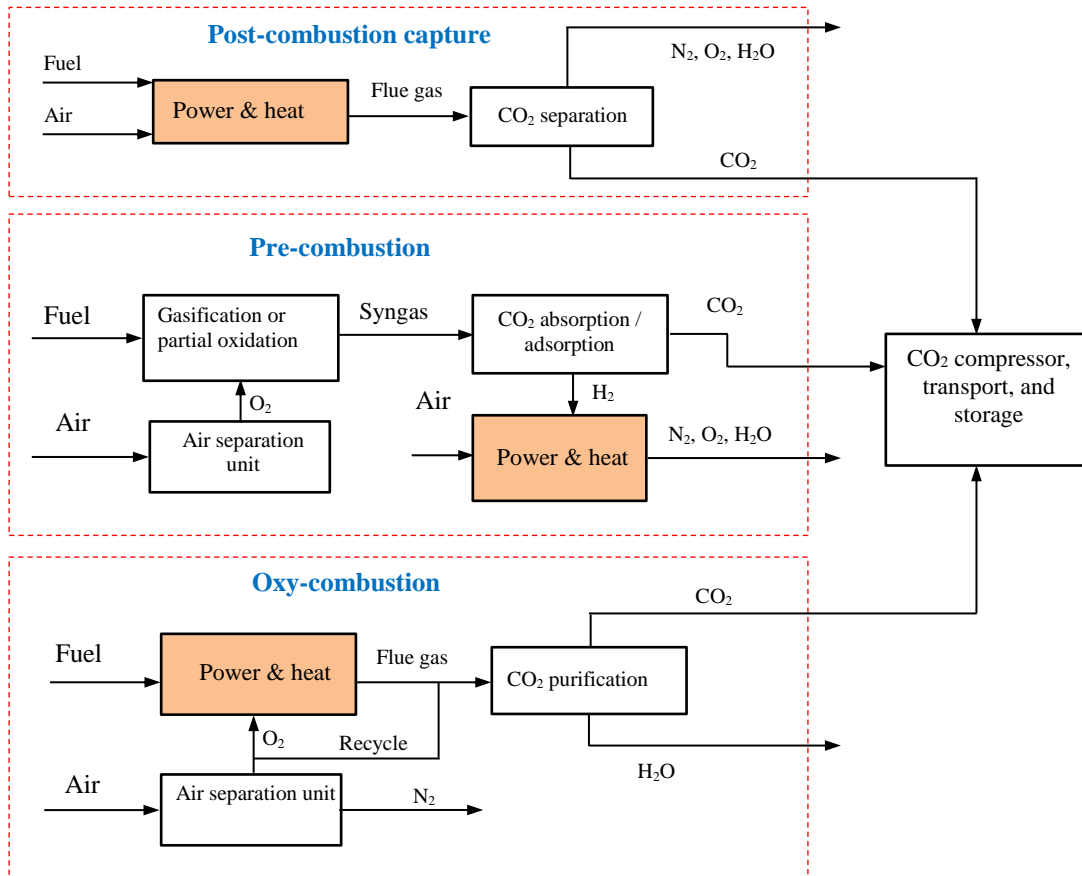 Post-combustion capture
N₂, O₂, H₂O
Fuel
Flue gas
Power & heat
Air
CO₂ separation
CO₂
Pre-combustion
Fuel
Gasification or
partial oxidation
Syngas
CO₂ absorption /
adsorption
CO₂
CO₂ compressor,
transport, and
storage
O₂
H₂
Air
Air separation
unit
Air
Power & heat
N₂, O₂, H₂O
Oxy-combustion
CO₂
Fuel
Power & heat
Flue gas
CO₂ purification
O₂
Recycle
H₂O
Air
Air separation unit
N₂